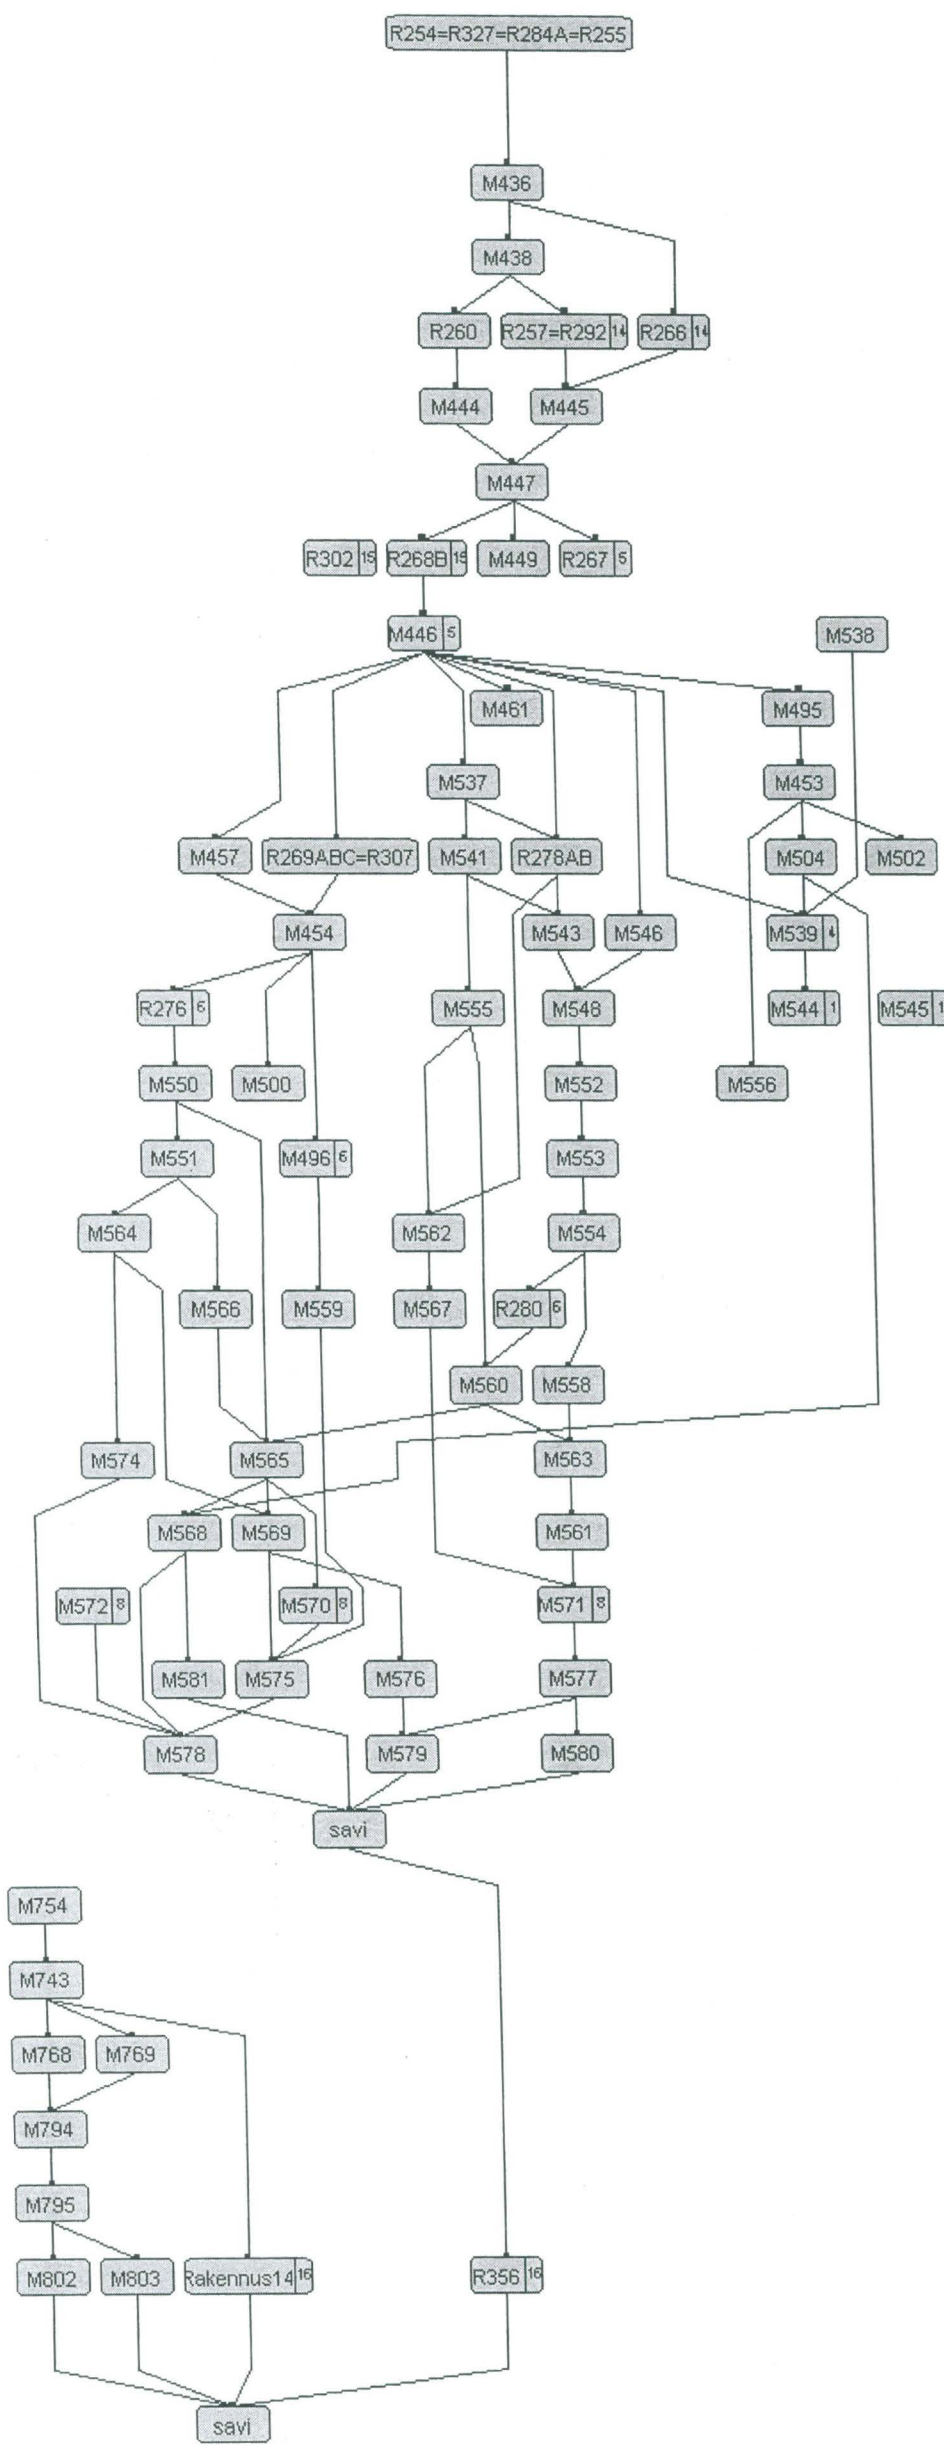 R254=R327=R284A=R255
M436
M438
R260 R257=R292 14 R266 14
M444 M445
M447
R302 15 R268B 15 M449 R267 5
M446 5 M538
M461 M495
M537 M453
M457 R269ABC=R307 M541 R278AB M504 M502
M454 M543 M546 M539 4
R276 6 M555 M548 M544 1 M545 1
M550 M500 M552 M556
M551 M496 6 M553
M564 M562 M554
M566 M559 M567 R280 6
M560 M558
M574 M565 M563
M568 M569 M561
M572 8 M570 8 M571 8
M581 M575 M576 M577
M578 M579 M580
savi
M754
M743
M768 M769
M794
M795
M802 M803 Rakennus14 16 R356 16
savi